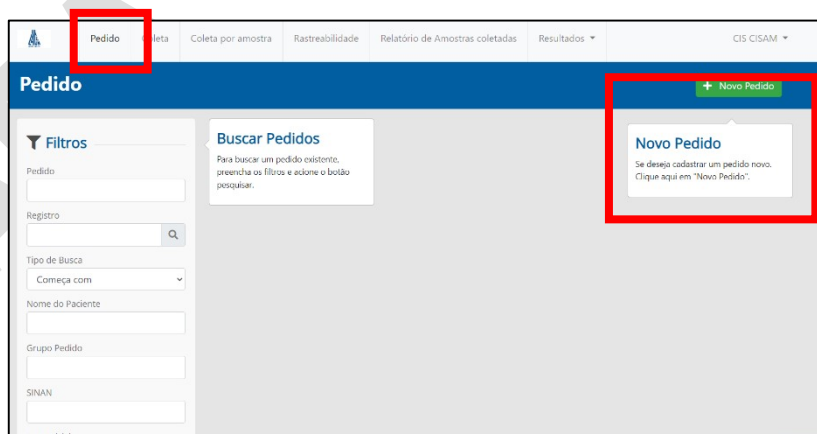 Pedido
Coleta por amostra
Rastreabilidade
Relatório de Amostras coletadas
Resultados
CIS CISAM
Pedido
+ Novo Pedido
Filtros
Pedido
Registro
Tipo de Busca
Começa com
Nome do Paciente
Grupo Pedido
SINAN
Buscar Pedidos
Para buscar um pedido existente,
preencha os filtros e acione o botão
pesquisar.
Novo Pedido
Se deseja cadastrar um pedido novo.
Clique aqui em "Novo Pedido".